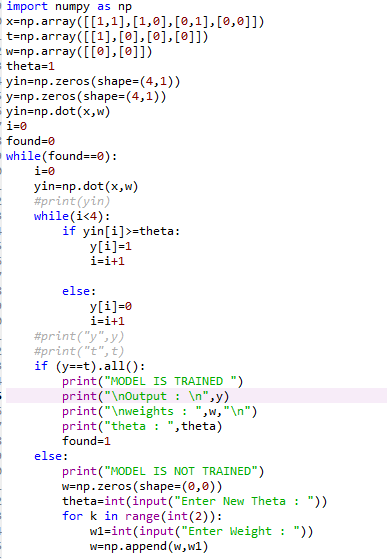 import numpy as np
x=np.array([[1,1],[1,0],[0,1],[0,0]])
t=np.array([[1],[0],[0],[0]])
w=np.array([[0],[0]])
theta=1
yin=np.zeros(shape=(4,1))
y=np.zeros(shape=(4,1))
yin=np.dot(x,w)
i=0
found=0
while(found==0):
    i=0
    yin=np.dot(x,w)
    #print(yin)
    while(i<4):
        if yin[i]>=theta:
            y[i]=1
            i=i+1

        else:
            y[i]=0
            i=i+1
    #print("y",y)
    #print("t",t)
    if (y==t).all():
        print("MODEL IS TRAINED ")
        print("\nOutput : \n",y)
        print("\nweights : ",w,"\n")
        print("theta : ",theta)
        found=1
    else:
        print("MODEL IS NOT TRAINED")
        w=np.zeros(shape=(0,0))
        theta=int(input("Enter New Theta : "))
        for k in range(int(2)):
            w1=int(input("Enter Weight : "))
            w=np.append(w,w1)